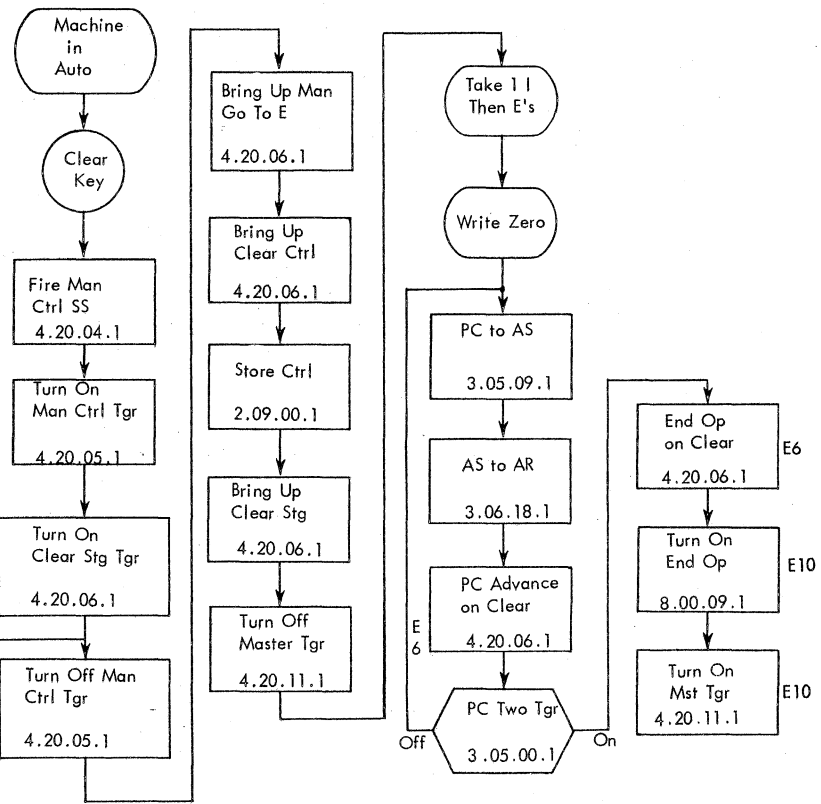 Machine
in
Auto
Clear
Key
Fire Man
Ctrl SS
4.20.04.1
Turn On
Man Ctrl Tgr
4.20.05.1
Turn On
Clear Stg Tgr
4.20.06.1
Turn Off Man
Ctrl Tgr
4.20.05.1
Bring Up Man
Go To E
4.20.06.1
Bring Up
Clear Ctrl
4.20.06.1
Store Ctrl
2.09.00.1
Bring Up
Clear Stg
4.20.06.1
Turn Off
Master Tgr
4.20.11.1
Take 1 I
Then E's
Write Zero
PC to AS
3.05.09.1
AS to AR
3.06.18.1
PC Advance
on Clear
4.20.06.1
E
6
PC Two Tgr
3.05.00.1
Off
On
End Op
on Clear
4.20.06.1
E6
Turn On
End Op
8.00.09.1
E10
Turn On
Mst Tgr
4.20.11.1
E10